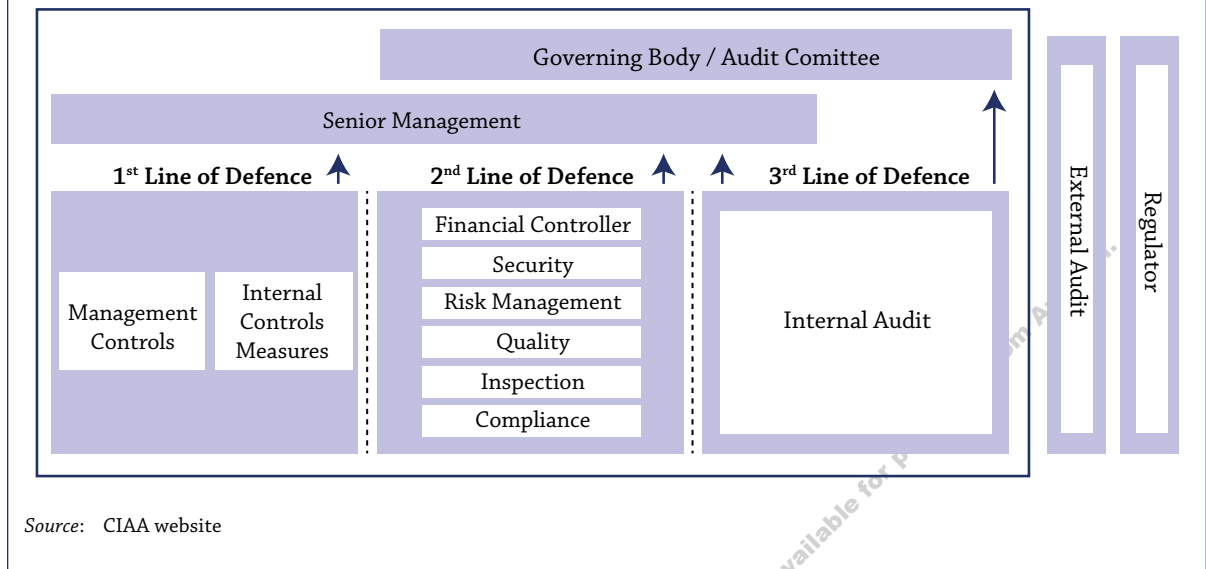 Governing Body / Audit Comittee
Senior Management
1st Line of Defence
2nd Line of Defence
3rd Line of Defence
Management
Controls
Internal
Controls
Measures
Financial Controller
Security
Risk Management
Quality
Inspection
Compliance
Internal Audit
External Audit
Regulator
Source: CIAA website
vailable for